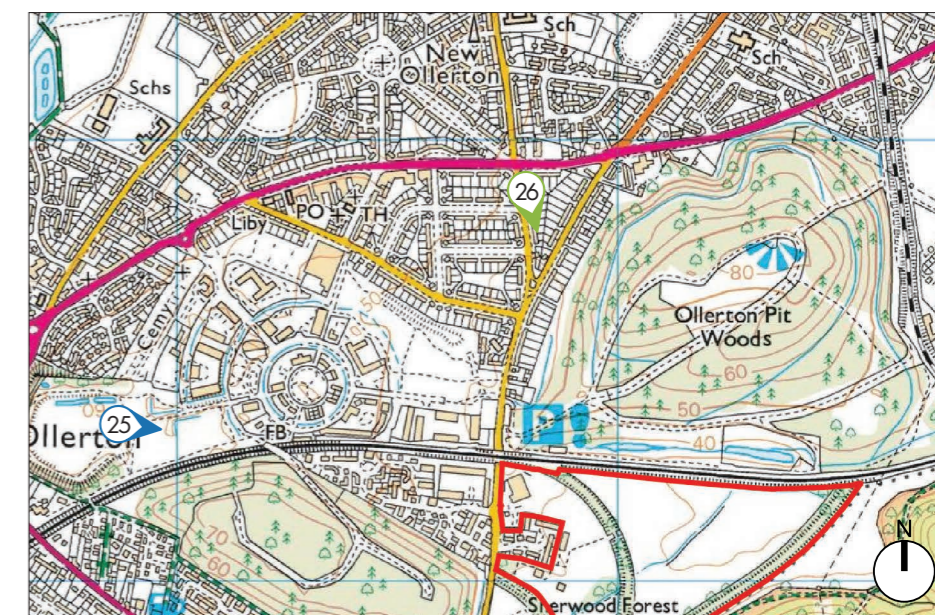 Sch
New
Ollerton
Sch
Schs
26
PO
TH
Liby
80
50
Ollerton Pit
Woods
Cemy
60
50
60
25
Ollerton
FB
40
70
60
N
Sherwood Forest